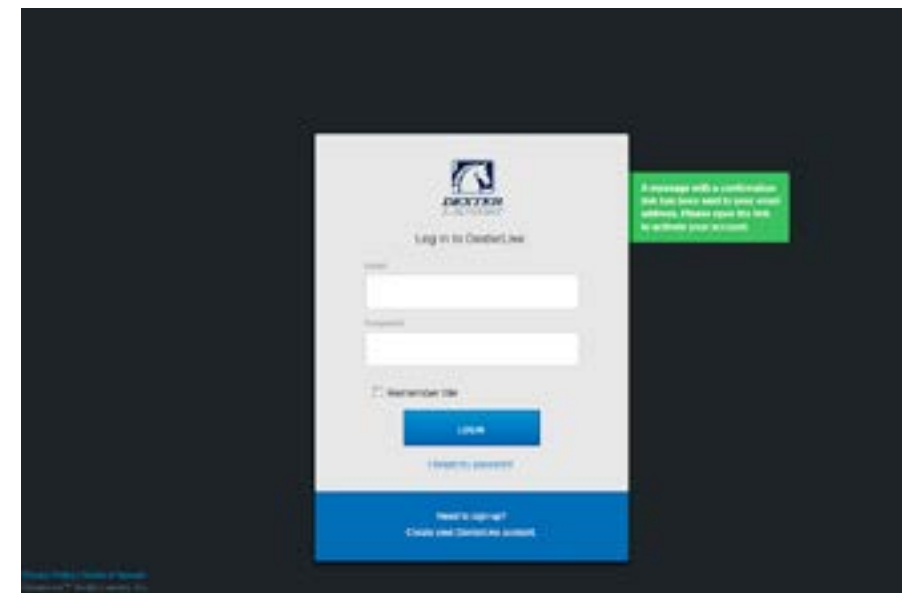 DEXTER
Log in to DexterLive
Email
Password
Remember Me
LOGIN
I forgot my password
Need to sign up?
Create new DexterLive account.
A message with a confirmation
link has been sent to your email
address. Please open the link
to activate your account.